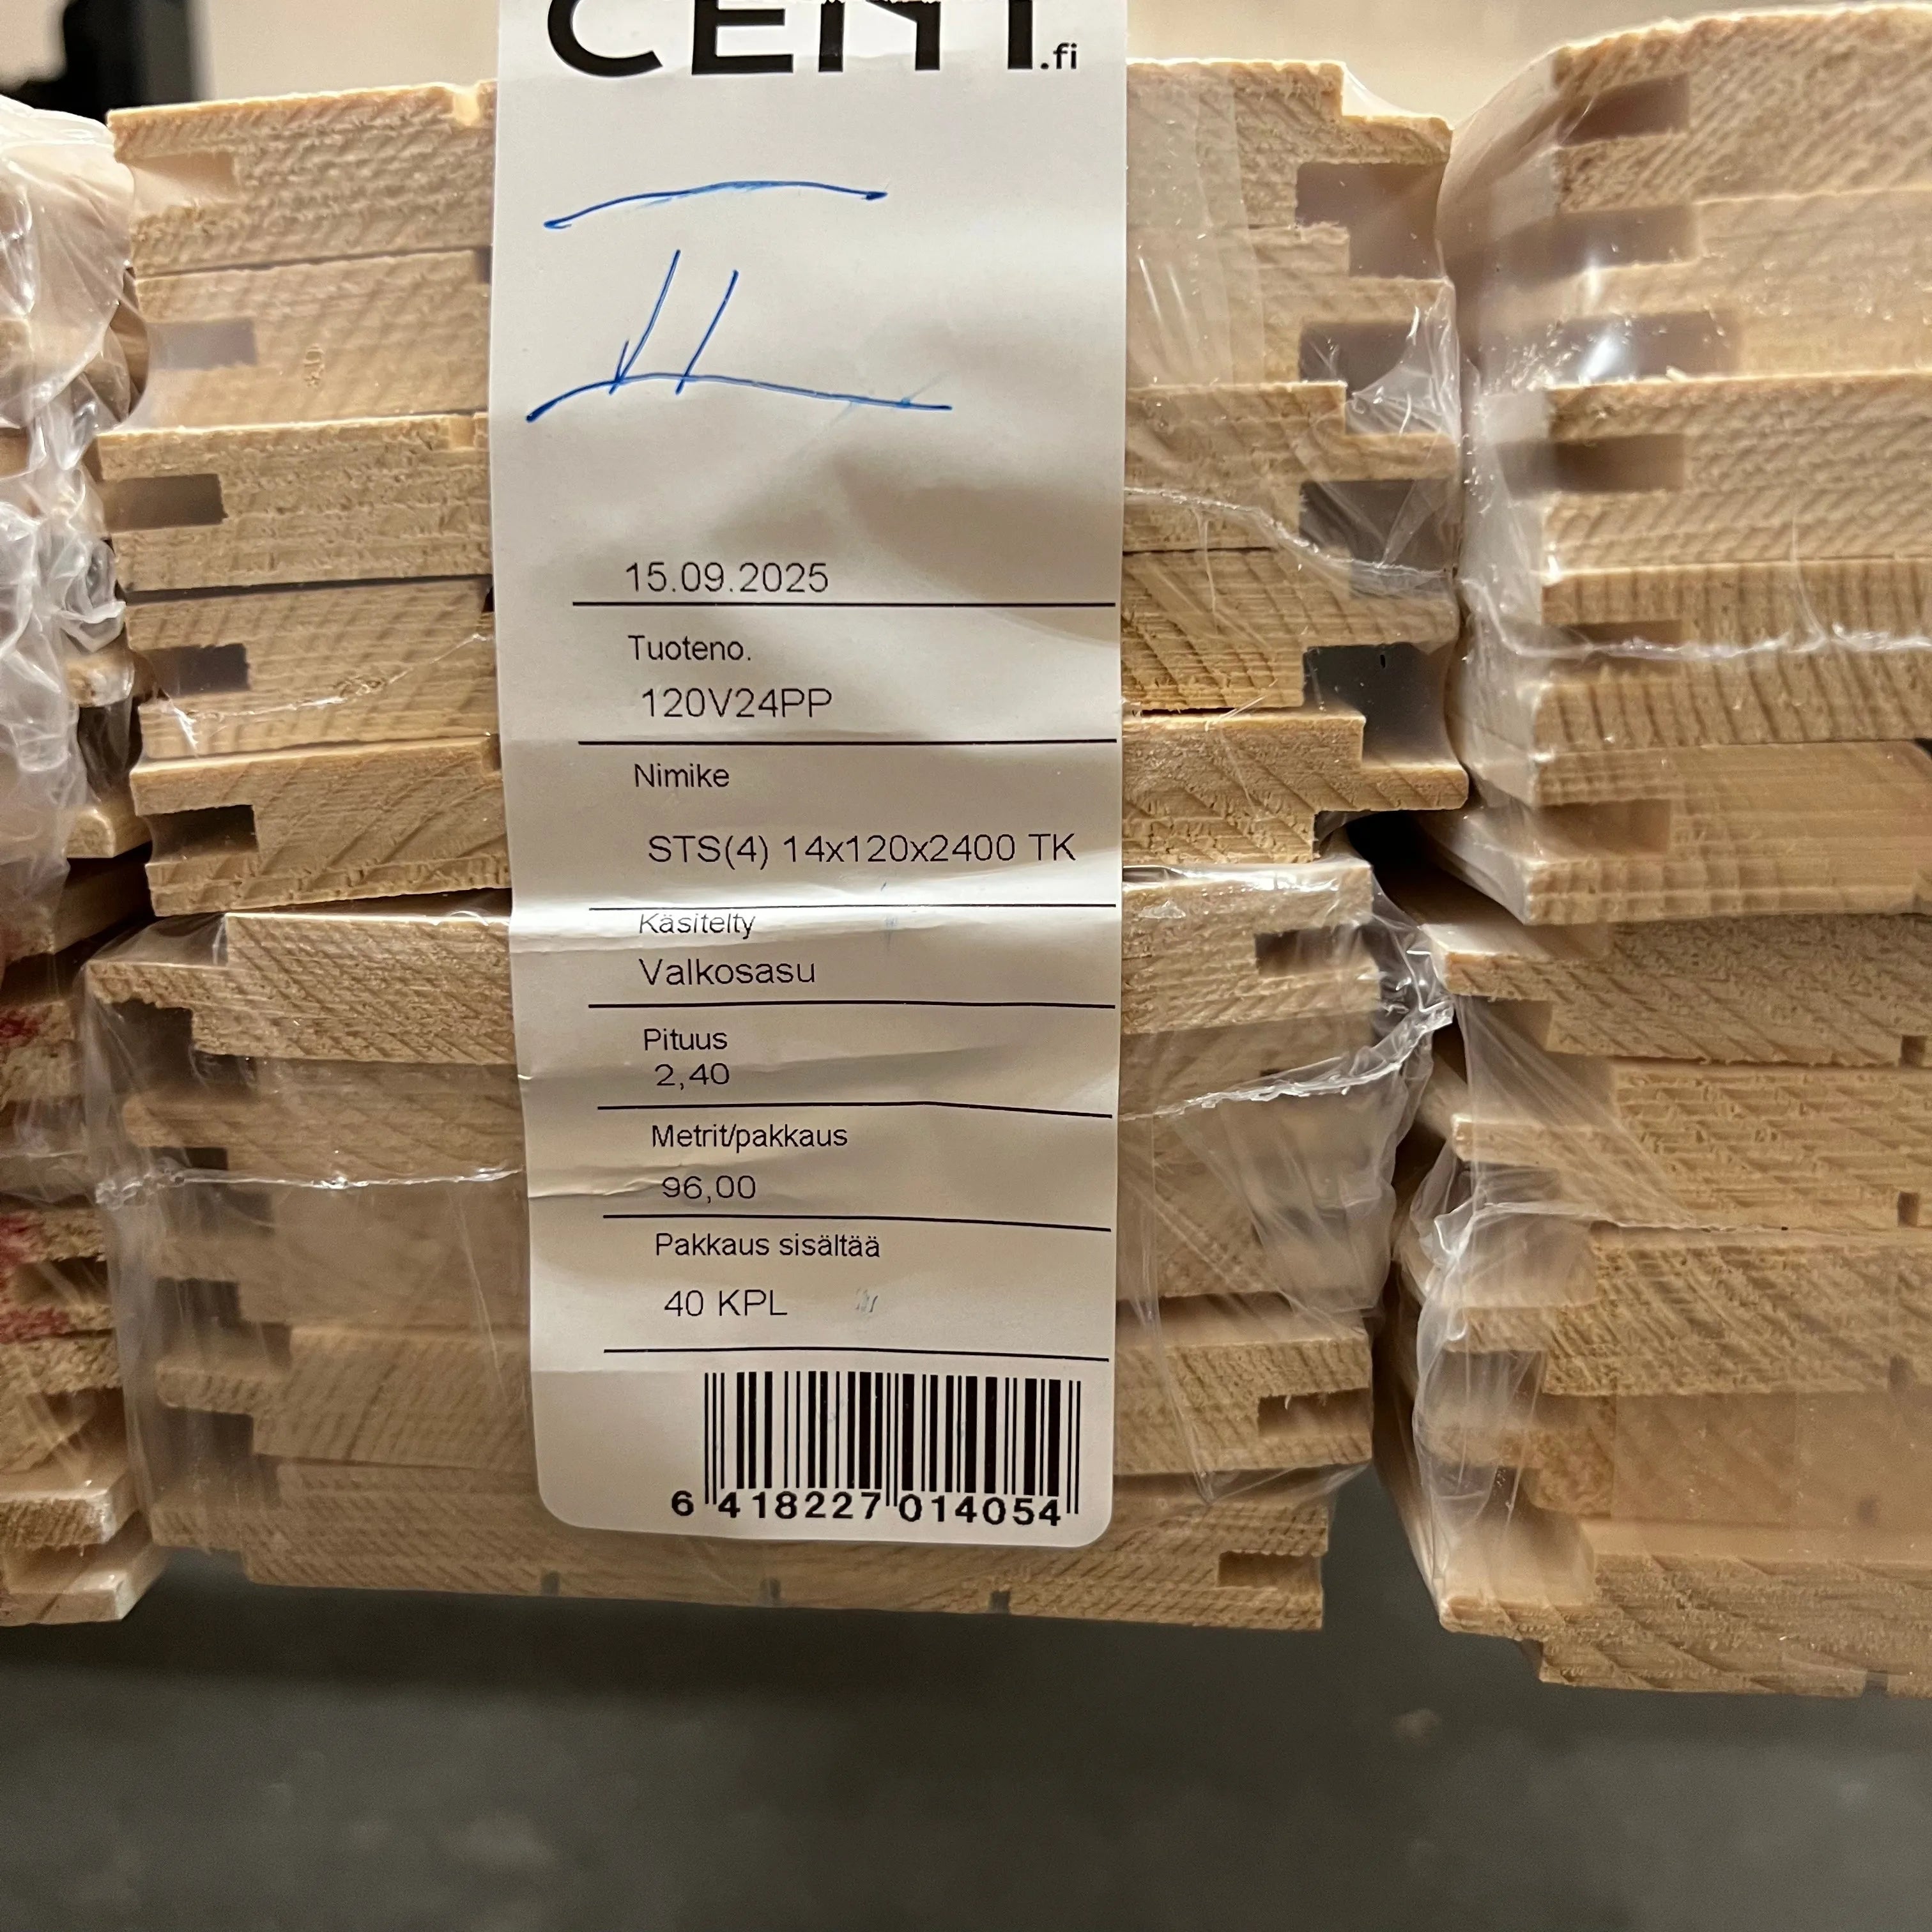 .fi
II
15.09.2025
Tuoteno.
120V24PP
Nimike
STS(4) 14x120x2400 TK
Käsitelty
Valkosasu
Pituus
2,40
Metrit/pakkaus
96,00
Pakkaus sisältää
40 KPL
6 418227 014054